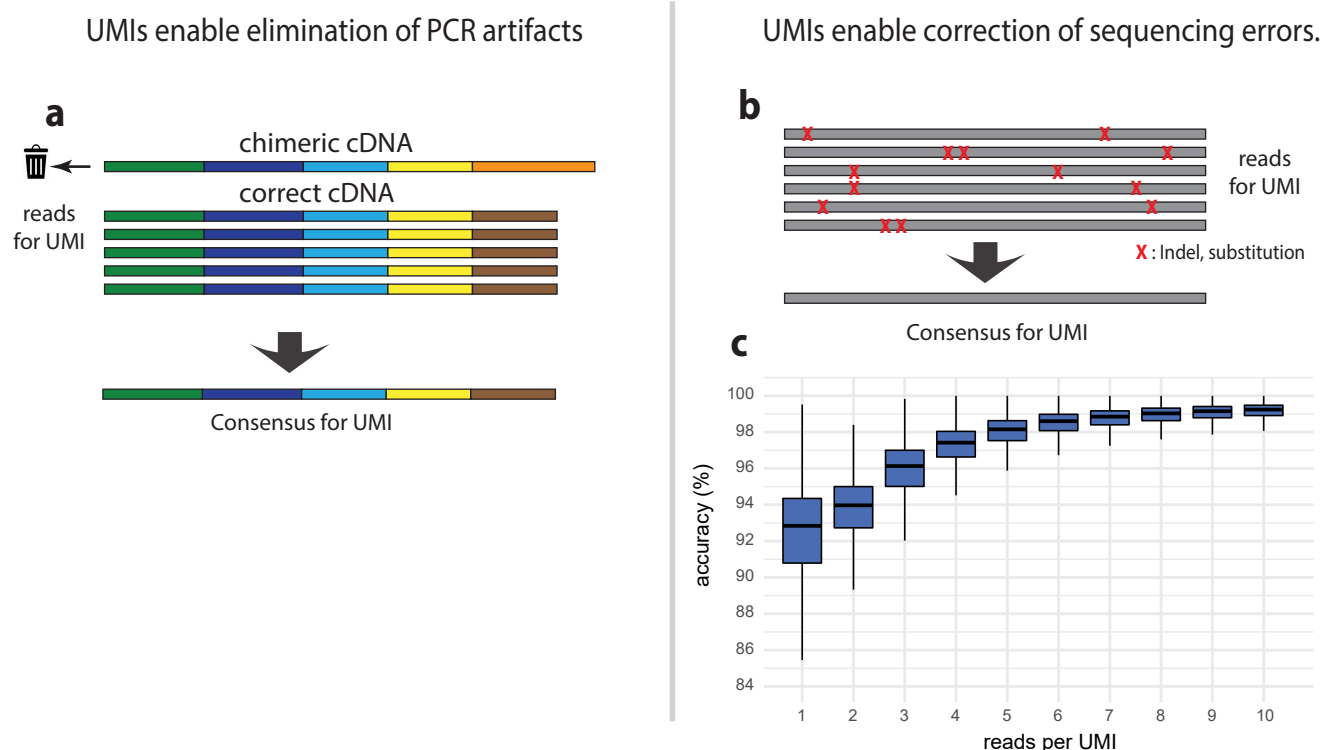 UMIs enable elimination of PCR artifacts
a
chimeric cDNA
correct cDNA
reads
for UMI
Consensus for UMI
UMIs enable correction of sequencing errors.
b
reads
for UMI
X : Indel, substitution
Consensus for UMI
c
accuracy (%)
100
98
96
94
92
90
88
86
84
1 2 3 4 5 6 7 8 9 10
reads per UMI